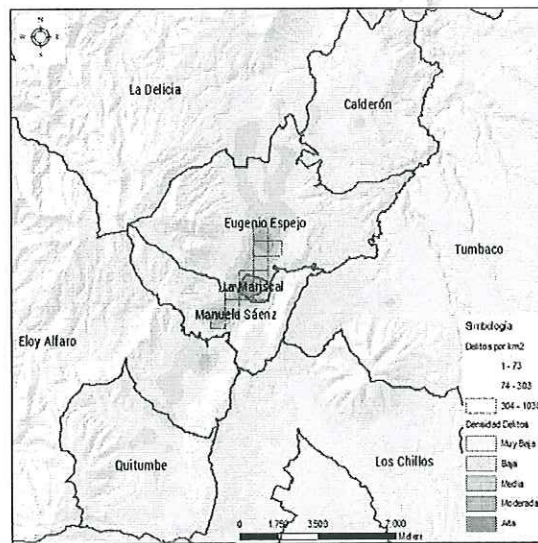 N
W E
S
La Delicia
Calderón
Eugenio Espejo
Tumbaco
La Mariscal
Manuela Sáenz
Eloy Alfaro
Simbología
Delitos por km2
1 - 73
74 - 303
304 - 1030
Densidad Delitos
Muy Baja
Baja
Media
Moderada
Alta
Quitumbe
Los Chillos
0 1.750 3.500 7.000
Meters